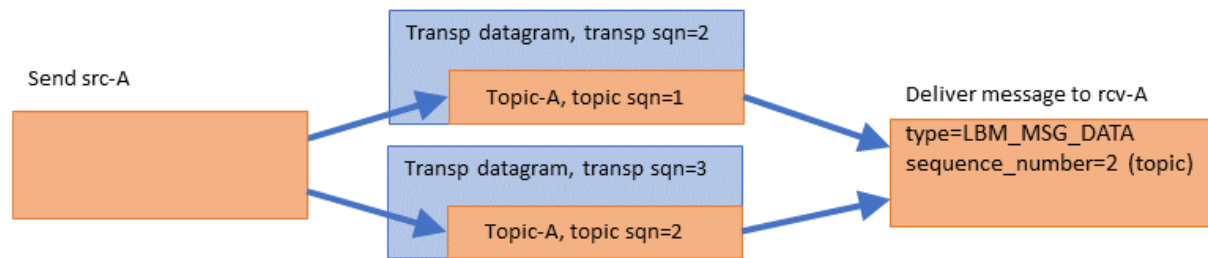 Send src-A
Transp datagram, transp sqn=2
Topic-A, topic sqn=1
Transp datagram, transp sqn=3
Topic-A, topic sqn=2
Deliver message to rcv-A
type=LBM_MSG_DATA
sequence_number=2 (topic)